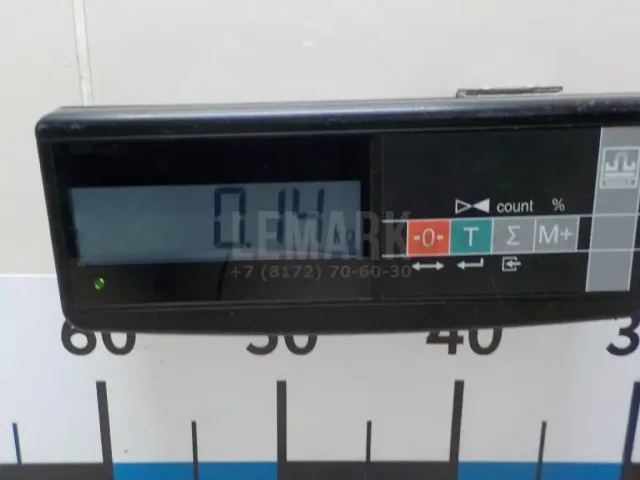 0.14 kg
LEMARK
+7 (8172) 70-60-30
count %
→0← T Σ M+
60 50 40 3